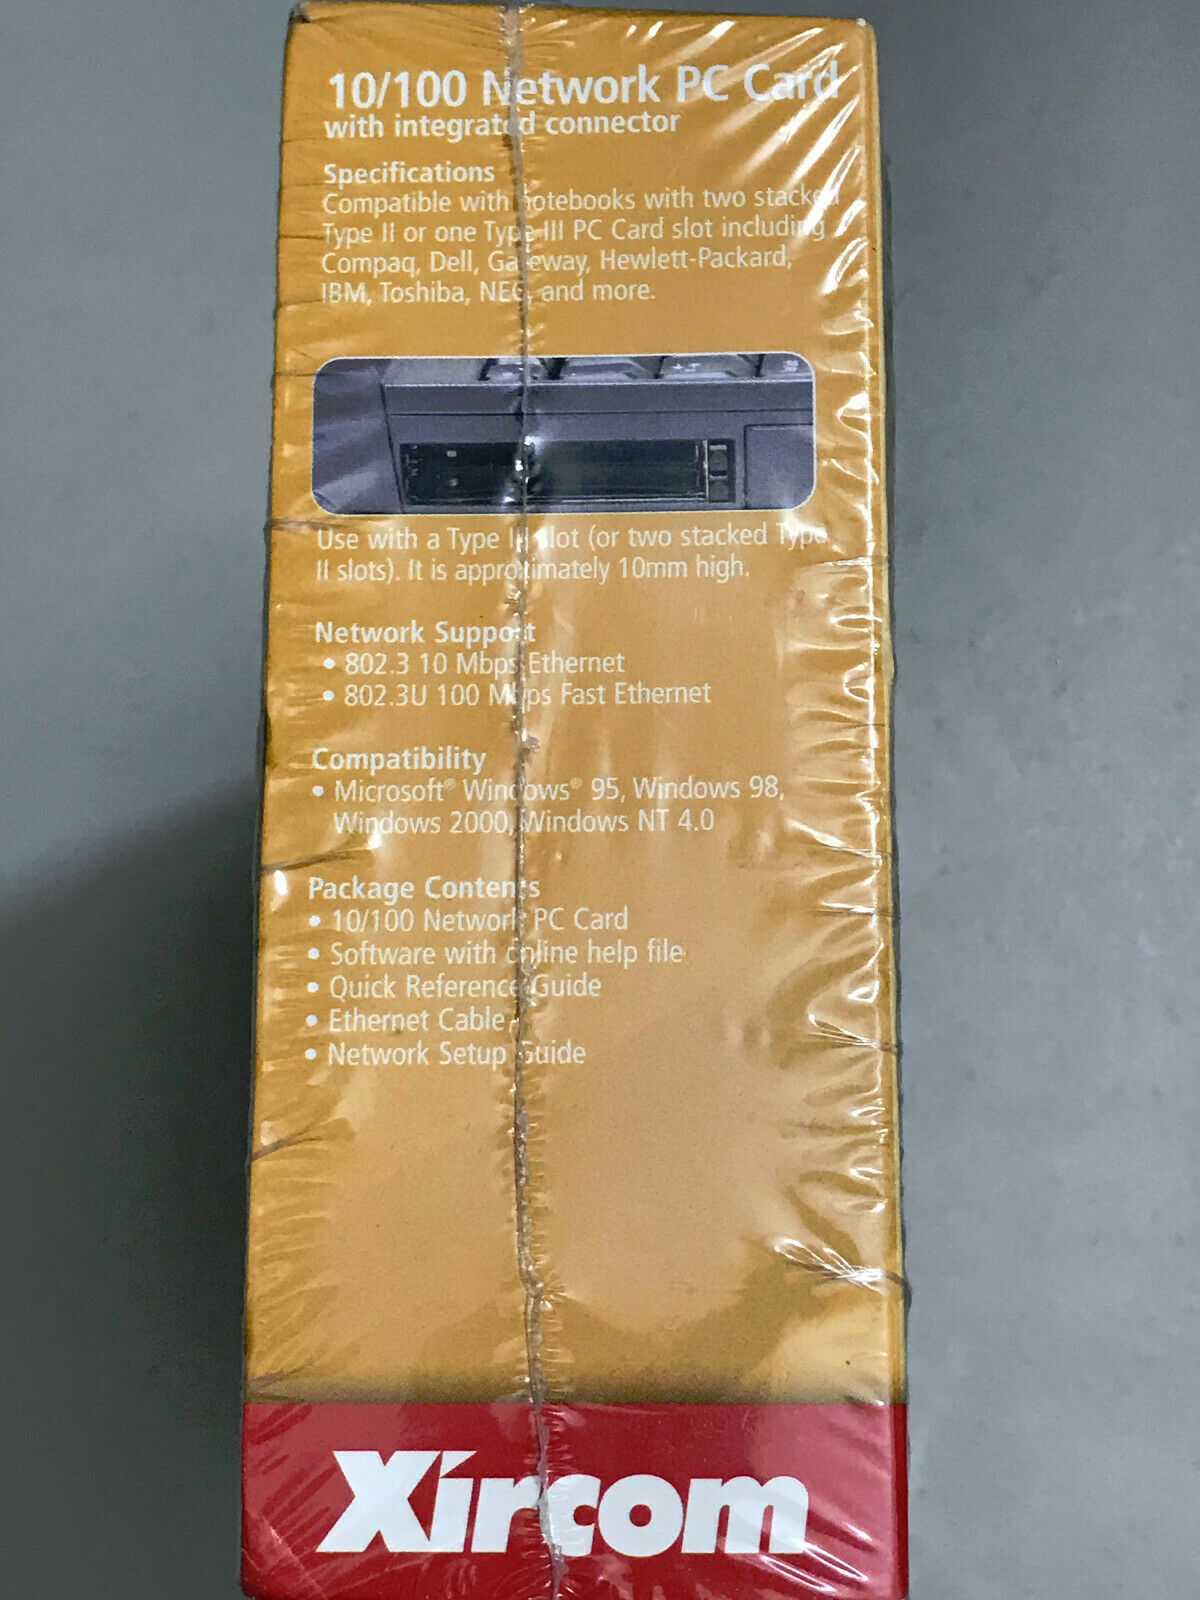 10/100 Network PC Card
with integrated connector
Specifications
Compatible with notebooks with two stacked
Type II or one Type III PC Card slot including
Compaq, Dell, Gateway, Hewlett-Packard,
IBM, Toshiba, NEC, and more.
Use with a Type III slot (or two stacked Type
II slots). It is approximately 10mm high.
Network Support
• 802.3 10 Mbps Ethernet
• 802.3U 100 Mbps Fast Ethernet
Compatibility
• Microsoft® Windows® 95, Windows 98,
Windows 2000, Windows NT 4.0
Package Contents
• 10/100 Network PC Card
• Software with online help file
• Quick Reference Guide
• Ethernet Cable
• Network Setup Guide
Xircom